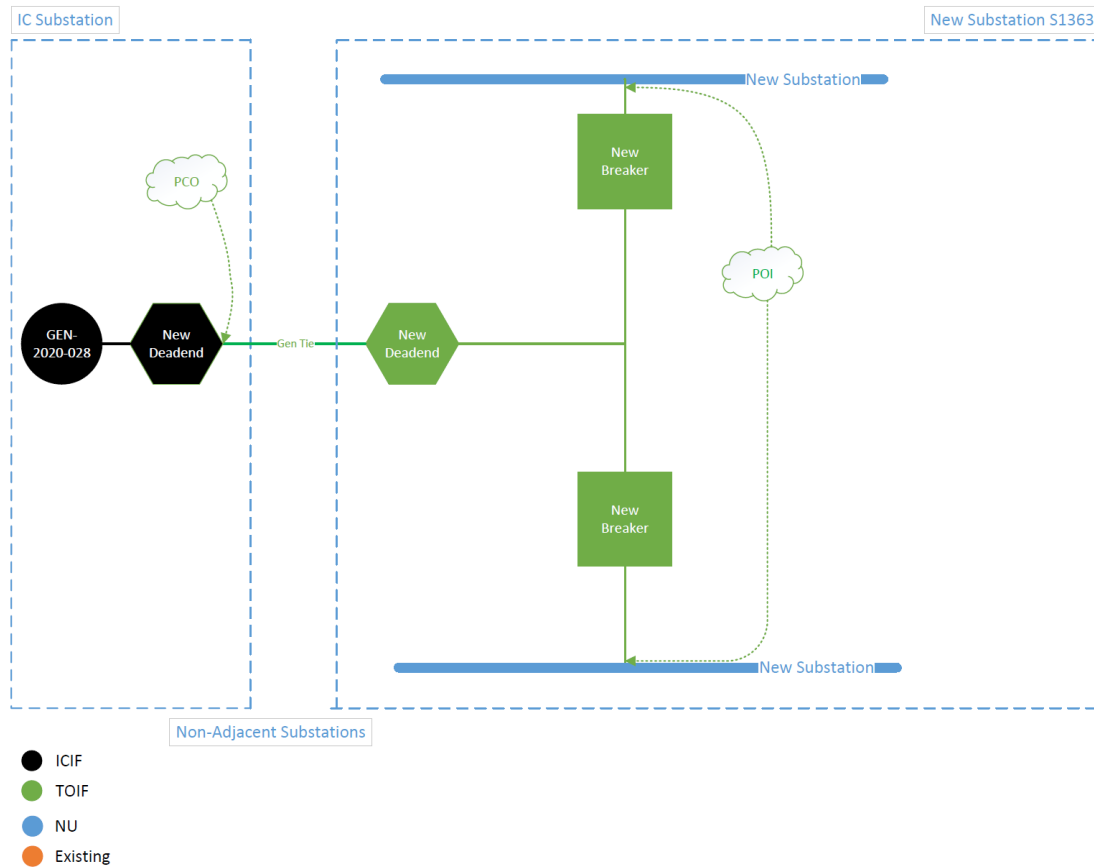 IC Substation
New Substation S1363
New Substation
New
Breaker
PCO
POI
GEN-
2020-028
New
Deadend
Gen Tie
New
Deadend
New
Breaker
New Substation
Non-Adjacent Substations
ICIF
TOIF
NU
Existing